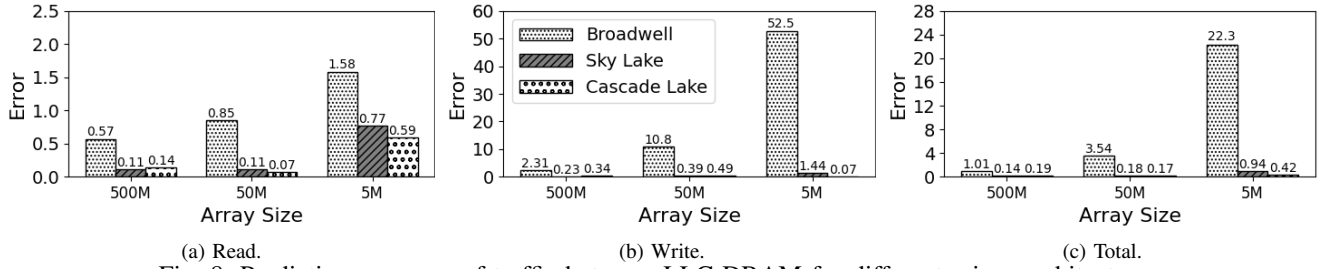 2.5
2.0
1.5
1.0
0.5
0.0
Error
0.57
0.11
0.14
0.85
0.11
0.07
1.58
0.77
0.59
500M
50M
5M
Array Size
(a) Read.
60
50
40
30
20
10
0
Error
Broadwell
Sky Lake
Cascade Lake
2.31
0.23
0.34
10.8
0.39
0.49
52.5
1.44
0.07
500M
50M
5M
Array Size
(b) Write.
28
24
20
16
12
8
4
0
Error
1.01
0.14
0.19
3.54
0.18
0.17
22.3
0.94
0.42
500M
50M
5M
Array Size
(c) Total.